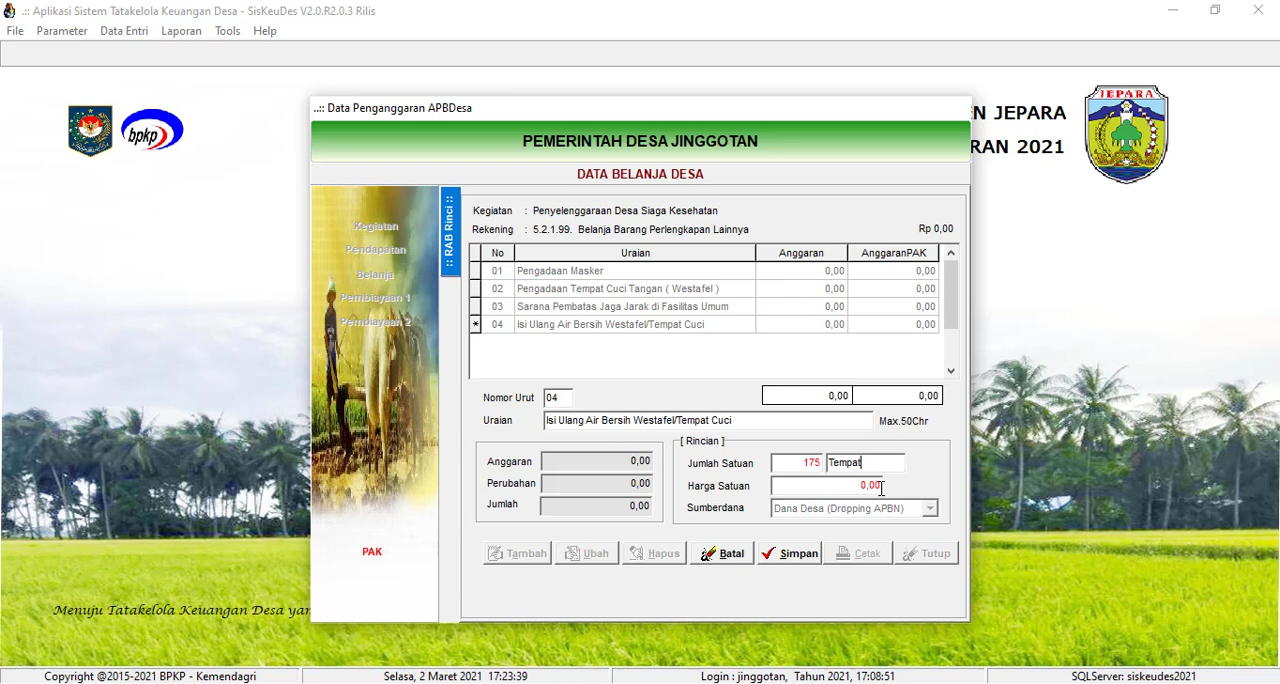 .:: Aplikasi Sistem Tatakelola Keuangan Desa - SisKeuDes V2.0.R2.0.3 Rilis
File Parameter Data Entri Laporan Tools Help
bpkp
N JEPARA
RAN 2021
JEPARA
..:: Data Penganggaran APBDesa
PEMERINTAH DESA JINGGOTAN
DATA BELANJA DESA
Kegiatan
Pendapatan
Belanja
Pembiayaan 1
Pembiayaan 2
PAK
:: RAB Rinci ::
Kegiatan : Penyelenggaraan Desa Siaga Kesehatan
Rekening : 5.2.1.99. Belanja Barang Perlengkapan Lainnya Rp 0,00
No Uraian Anggaran AnggaranPAK
01 Pengadaan Masker 0,00 0,00
02 Pengadaan Tempat Cuci Tangan ( Westafel ) 0,00 0,00
03 Sarana Pembatas Jaga Jarak di Fasilitas Umum 0,00 0,00
* 04 Isi Ulang Air Bersih Westafel/Tempat Cuci 0,00 0,00
Nomor Urut 04 0,00 0,00
Uraian Isi Ulang Air Bersih Westafel/Tempat Cuci Max.50Chr
Anggaran 0,00
Perubahan 0,00
Jumlah 0,00
[ Rincian ]
Jumlah Satuan 175 Tempat
Harga Satuan 0,00
Sumberdana Dana Desa (Dropping APBN)
Tambah Ubah Hapus Batal Simpan Cetak Tutup
Menuju Tatakelola Keuangan Desa yan
Copyright @2015-2021 BPKP - Kemendagri Selasa, 2 Maret 2021 17:23:39 Login : jinggotan, Tahun 2021, 17:08:51 SQLServer: siskeudes2021